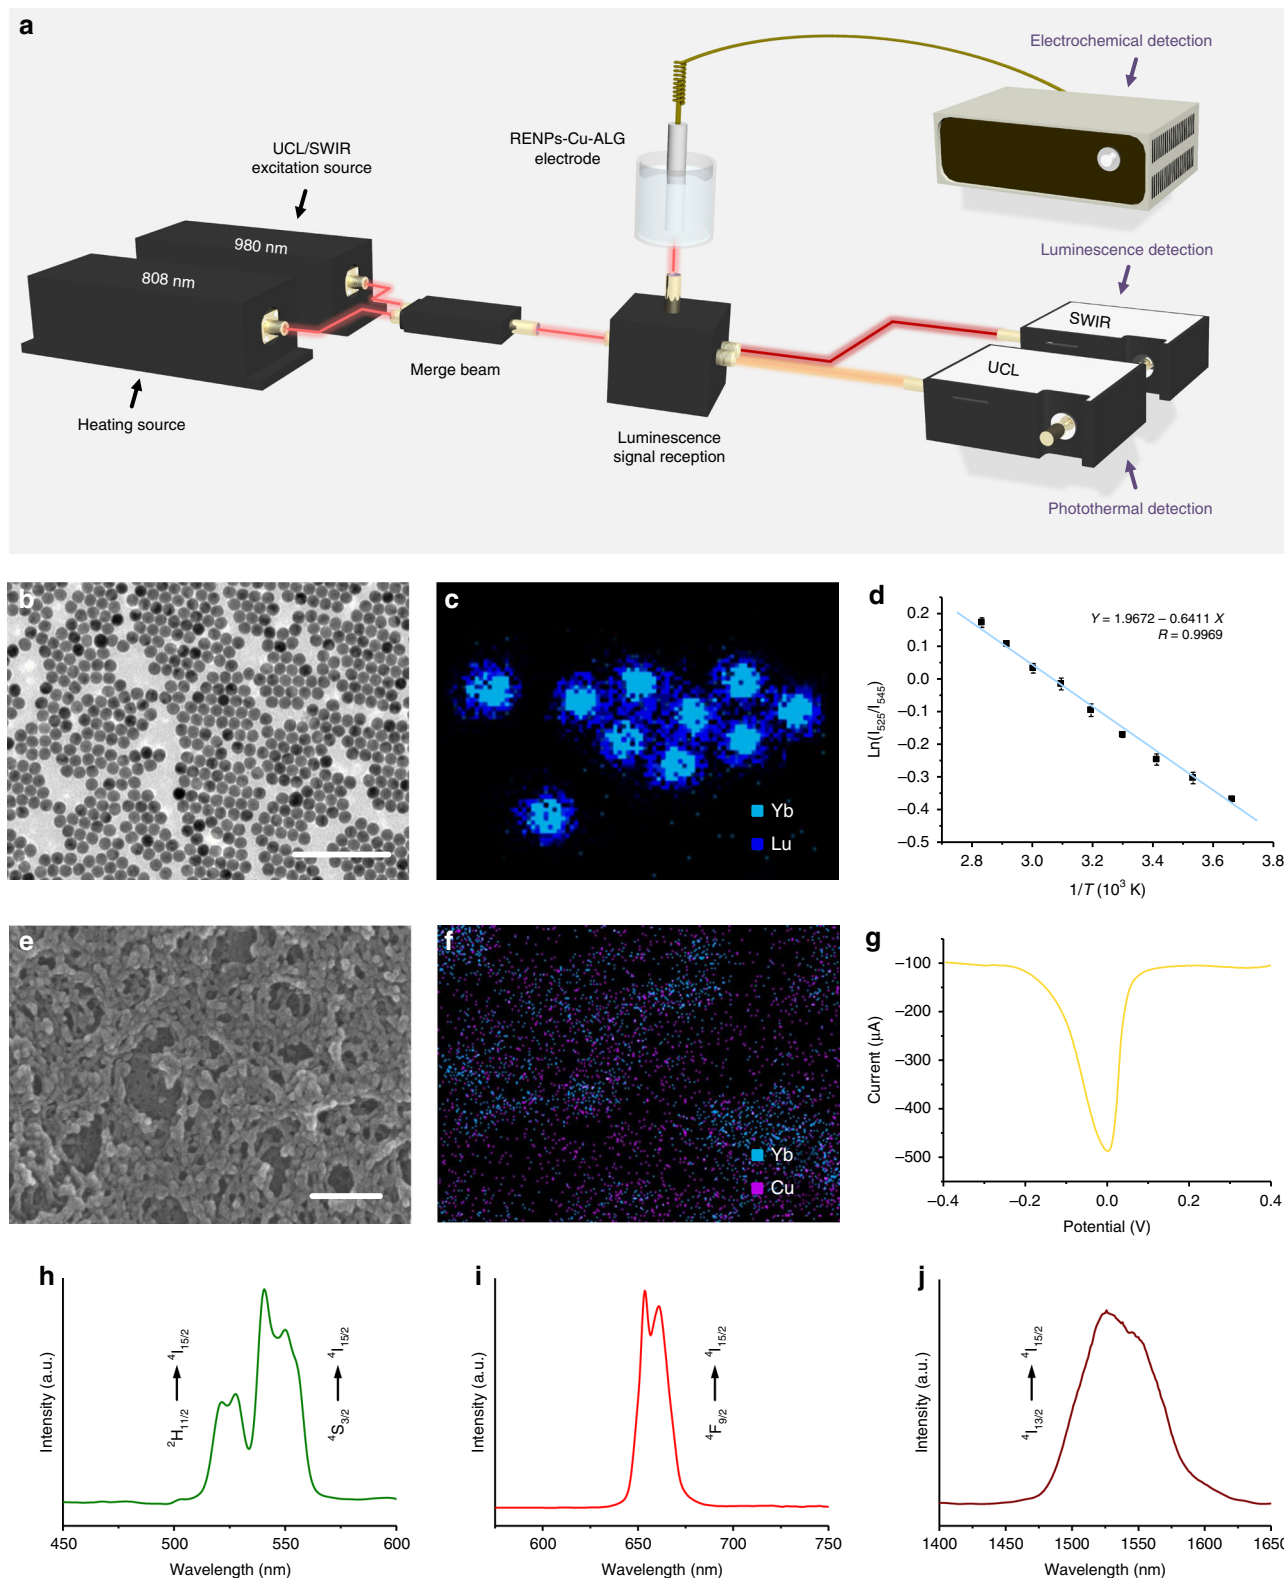 a
Electrochemical detection
RENPs-Cu-ALG
electrode
UCL/SWIR
excitation source
980 nm
808 nm
Luminescence detection
SWIR
UCL
Merge beam
Heating source
Luminescence
signal reception
Photothermal detection
b
c
Yb
Lu
d
Y = 1.9672 – 0.6411 X
R = 0.9969
Ln(I₅₂₅/I₅₄₅)
0.2
0.1
0.0
–0.1
–0.2
–0.3
–0.4
–0.5
2.8 3.0 3.2 3.4 3.6 3.8
1/T (10³ K)
e
f
Yb
Cu
g
Current (µA)
–100
–200
–300
–400
–500
–0.4 –0.2 0.0 0.2 0.4
Potential (V)
h
Intensity (a.u.)
²H₁₁/₂ ⁴I₁₅/₂
⁴S₃/₂ ⁴I₁₅/₂
450 500 550 600
Wavelength (nm)
i
Intensity (a.u.)
⁴F₉/₂ ⁴I₁₅/₂
600 650 700 750
Wavelength (nm)
j
Intensity (a.u.)
⁴I₁₃/₂ ⁴I₁₅/₂
1400 1500 1550 1600 1650
Wavelength (nm)